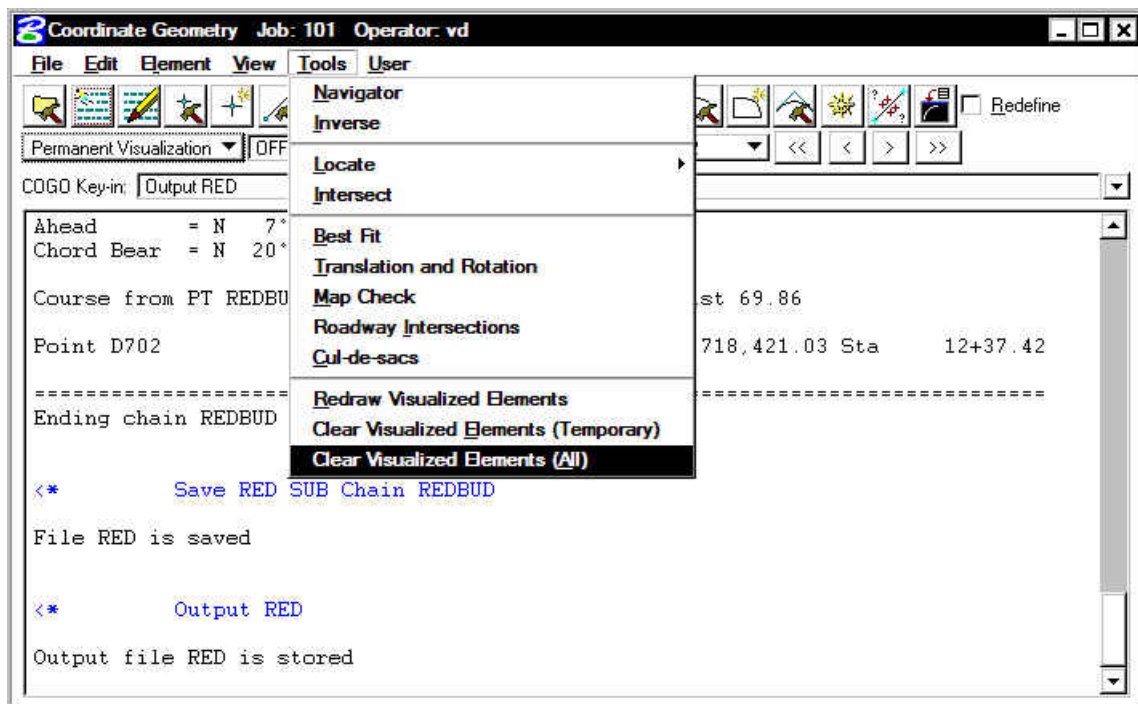 Coordinate Geometry Job: 101 Operator: vd
File Edit Element View Tools User
Redefine
Permanent Visualization OFF << < > >>
COGO Key-in: Output RED
Navigator
Inverse
Locate
Intersect
Best Fit
Translation and Rotation
Map Check
Roadway Intersections
Cul-de-sacs
Redraw Visualized Elements
Clear Visualized Elements (Temporary)
Clear Visualized Elements (All)
Ahead = N 7°
Chord Bear = N 20°
Course from PT REDBU st 69.86
Point D702 718,421.03 Sta 12+37.42
Ending chain REDBUD
<* Save RED SUB Chain REDBUD
File RED is saved
<* Output RED
Output file RED is stored